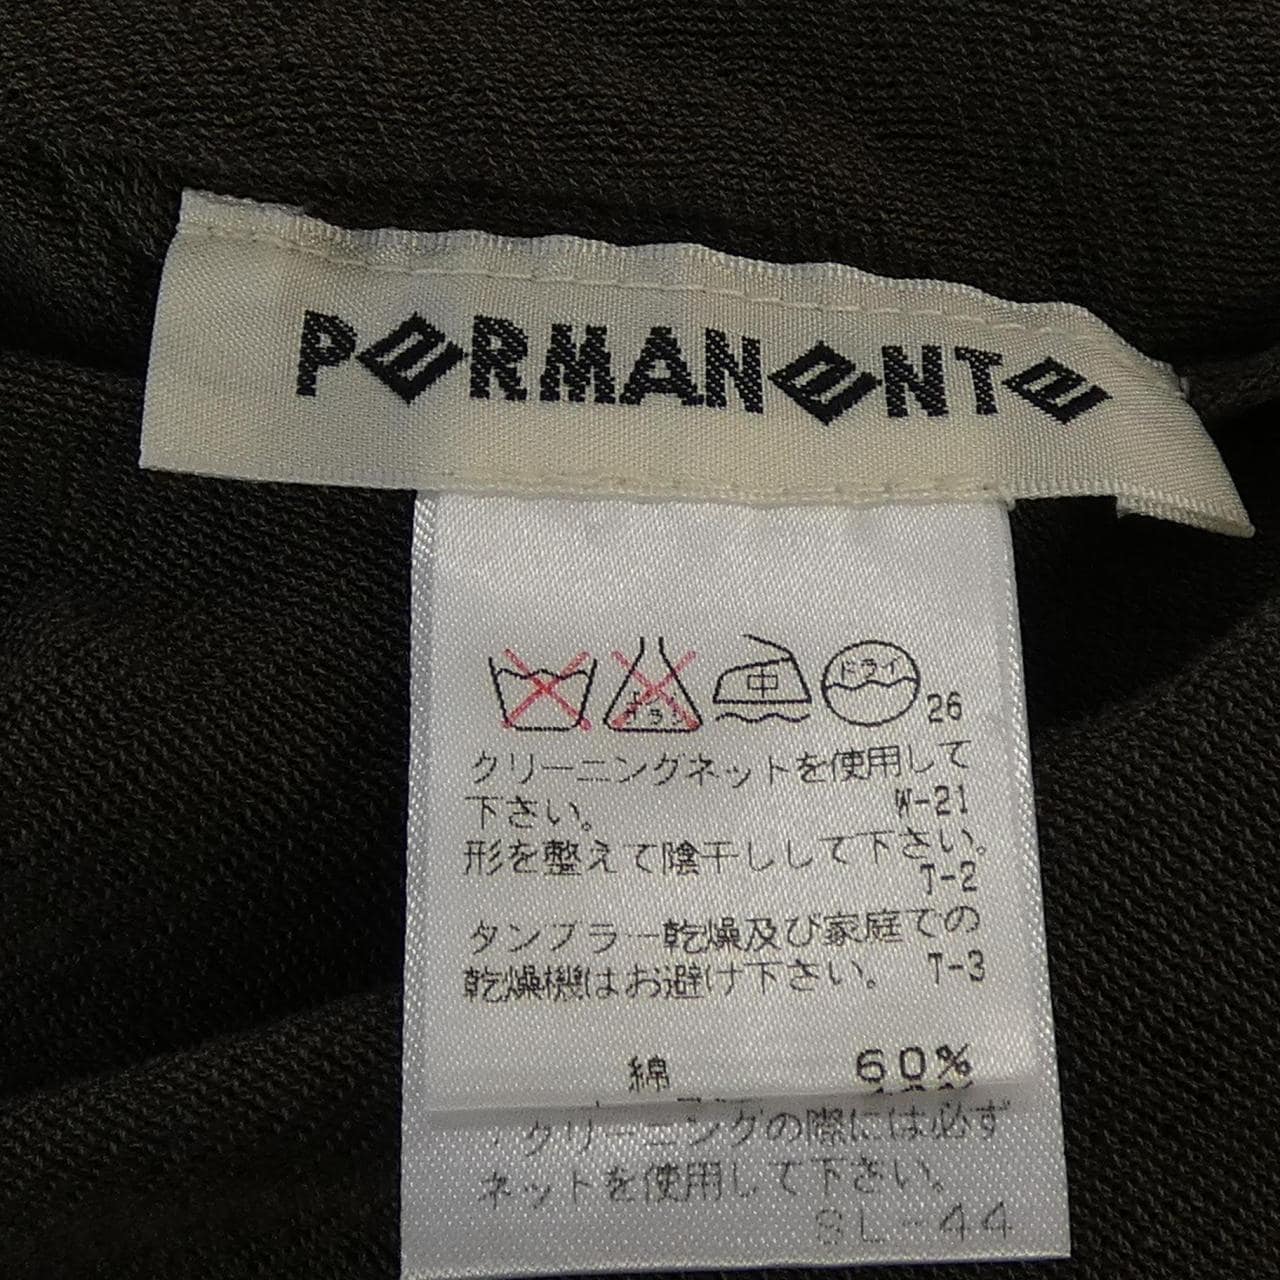 PERMANENTE
ドライ
26
クリーニングネットを使用して
下さい。 W-21
形を整えて陰干 しして下さい。
T-2
タンブラー乾燥及び家庭での
乾燥機はお避け下さい。 T-3
綿 60%
クリーニングの際には必ず
ネットを使用して下さい。
SL-44